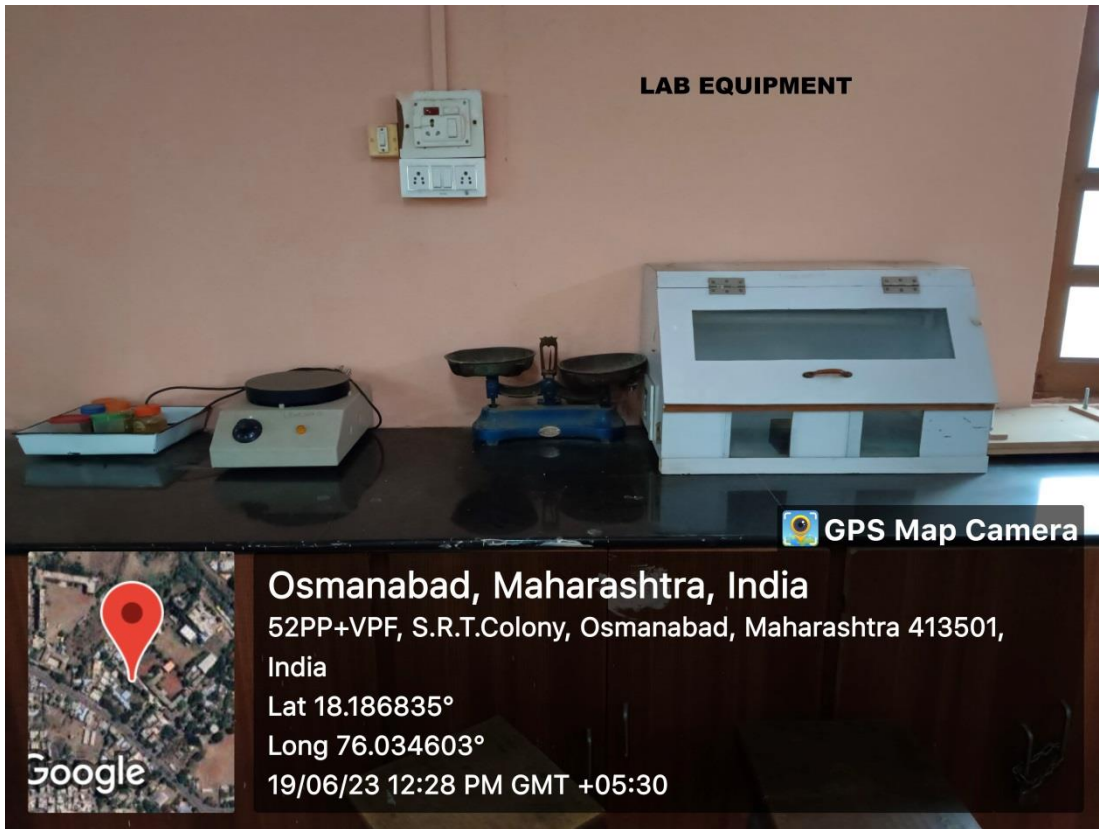 LAB EQUIPMENT
GPS Map Camera
Osmanabad, Maharashtra, India
52PP+VPF, S.R.T.Colony, Osmanabad, Maharashtra 413501,
India
Lat 18.186835°
Long 76.034603°
19/06/23 12:28 PM GMT +05:30
Google